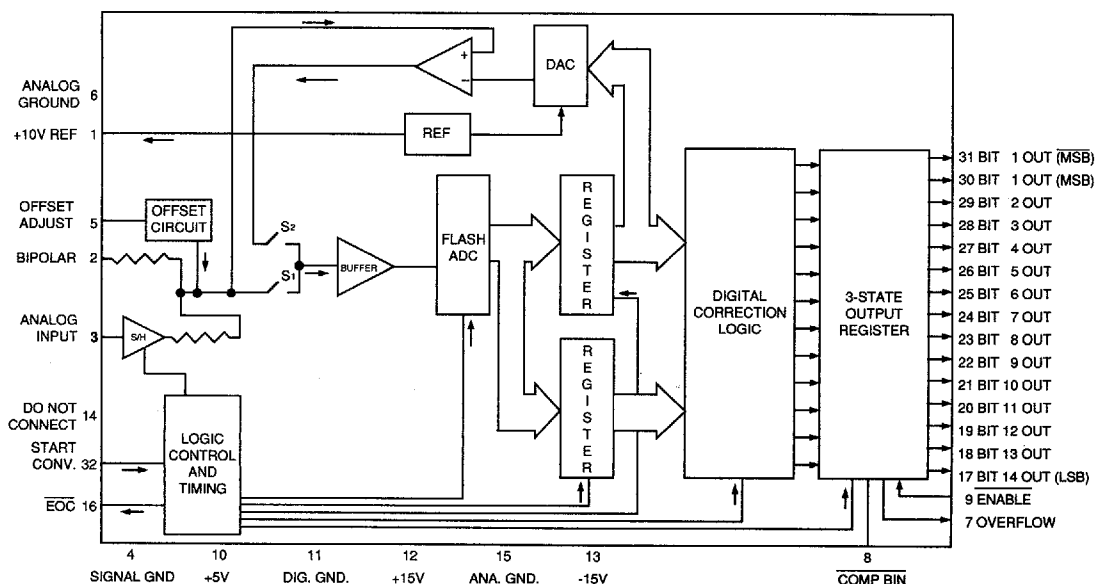 ANALOG
GROUND 6
+10V REF 1
OFFSET
ADJUST 5
BIPOLAR 2
ANALOG
INPUT 3
DO NOT
CONNECT 14
START
CONV. 32
EOC 16
OFFSET
CIRCUIT
S/H
LOGIC
CONTROL
AND
TIMING
+
−
DAC
REF
S2
S1
BUFFER
FLASH
ADC
REGISTER
REGISTER
DIGITAL
CORRECTION
LOGIC
3-STATE
OUTPUT
REGISTER
31 BIT 1 OUT (MSB)
30 BIT 1 OUT (MSB)
29 BIT 2 OUT
28 BIT 3 OUT
27 BIT 4 OUT
26 BIT 5 OUT
25 BIT 6 OUT
24 BIT 7 OUT
23 BIT 8 OUT
22 BIT 9 OUT
21 BIT 10 OUT
20 BIT 11 OUT
19 BIT 12 OUT
18 BIT 13 OUT
17 BIT 14 OUT (LSB)
9 ENABLE
7 OVERFLOW
4 10 11 12 15 13 8
SIGNAL GND +5V DIG. GND. +15V ANA. GND. -15V COMP BIN